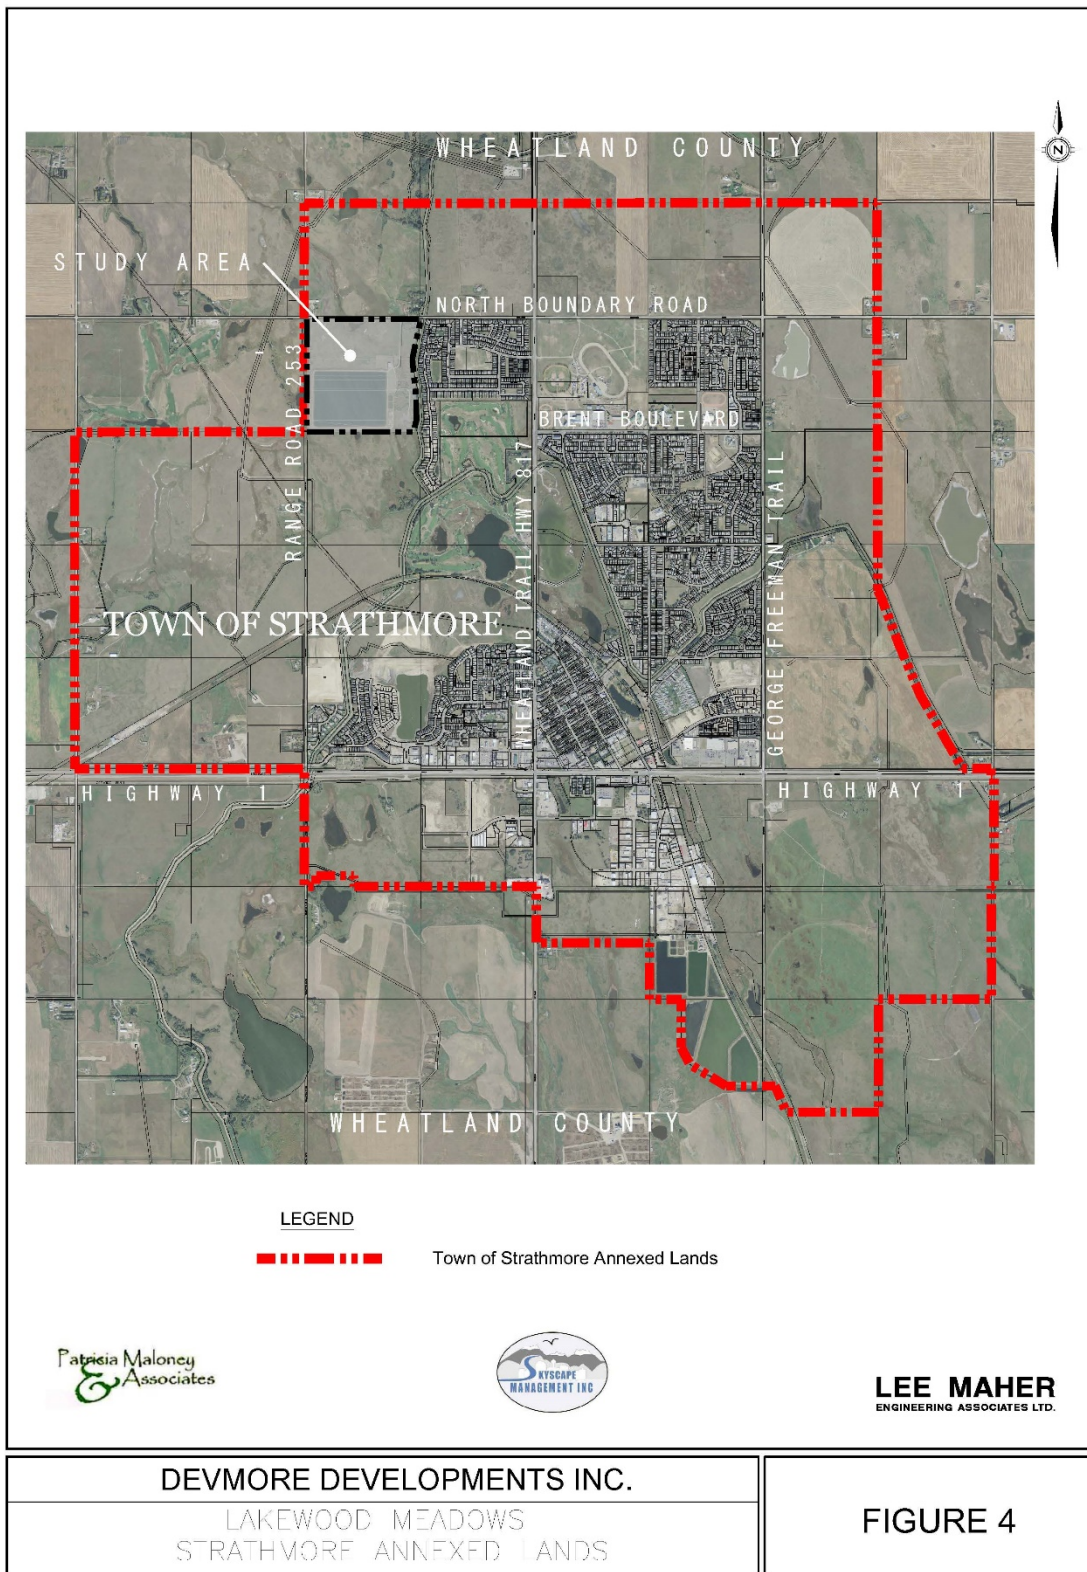 WHEATLAND COUNTY
N
STUDY AREA
NORTH BOUNDARY ROAD
RANGE ROAD 253
BRENT BOULEVARD
WHEATLAND TRAIL HWY 817
GEORGE FREEMAN TRAIL
TOWN OF STRATHMORE
HIGHWAY 1
HIGHWAY 1
WHEATLAND COUNTY
LEGEND
Town of Strathmore Annexed Lands
Patricia Maloney
& Associates
SKYSCAPE
MANAGEMENT INC
LEE MAHER
ENGINEERING ASSOCIATES LTD.
DEVMORE DEVELOPMENTS INC.
LAKEWOOD MEADOWS
STRATHMORE ANNEXED LANDS
FIGURE 4